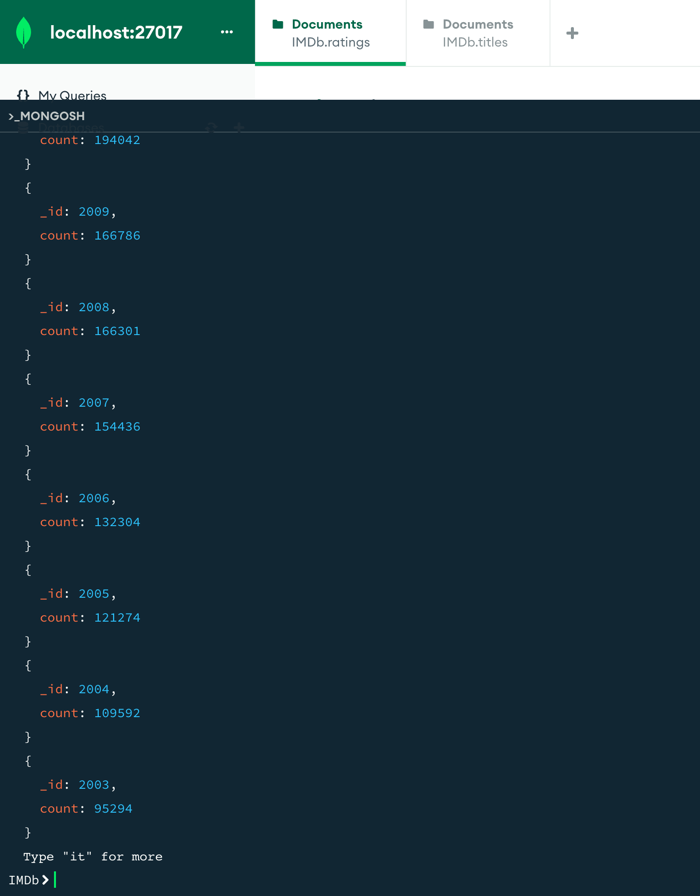 localhost:27017 ...
Documents
IMDb.ratings
Documents
IMDb.titles
+
{} My Queries
>_MONGOSH
count: 194042
}
{
_id: 2009,
count: 166786
}
{
_id: 2008,
count: 166301
}
{
_id: 2007,
count: 154436
}
{
_id: 2006,
count: 132304
}
{
_id: 2005,
count: 121274
}
{
_id: 2004,
count: 109592
}
{
_id: 2003,
count: 95294
}
Type "it" for more
IMDb>